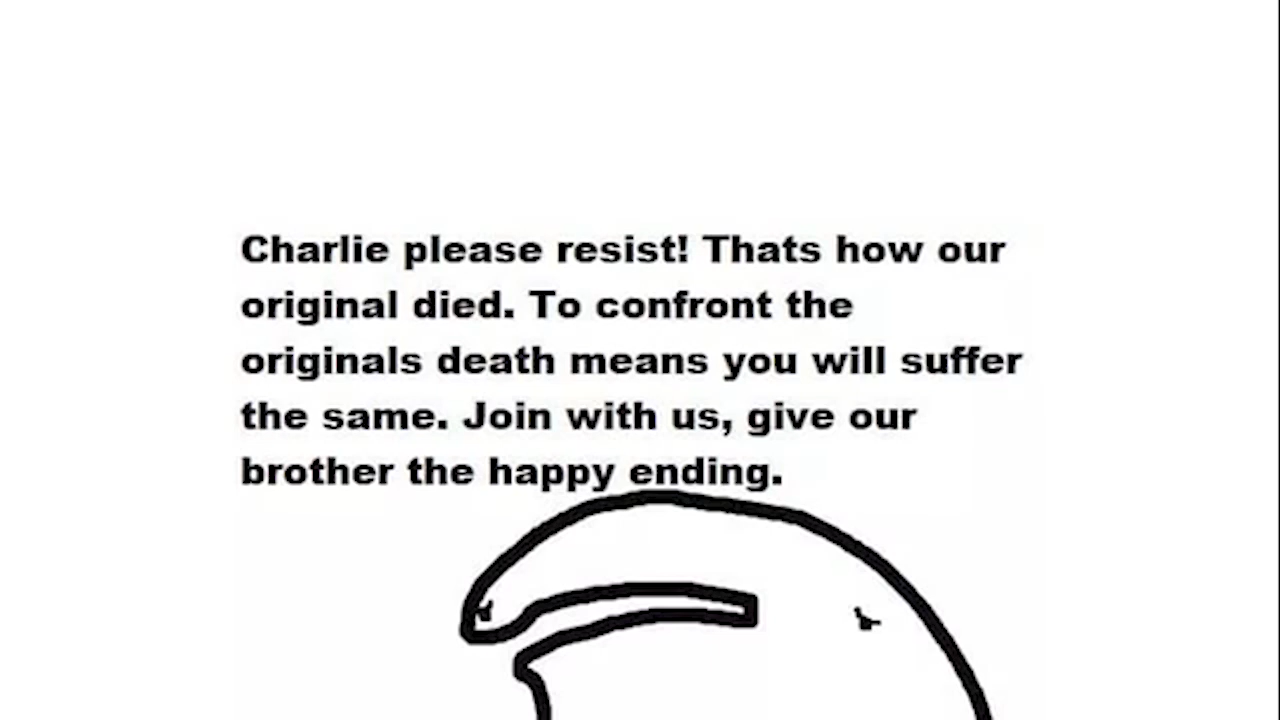 Charlie please resist! Thats how our
original died. To confront the
originals death means you will suffer
the same. Join with us, give our
brother the happy ending.